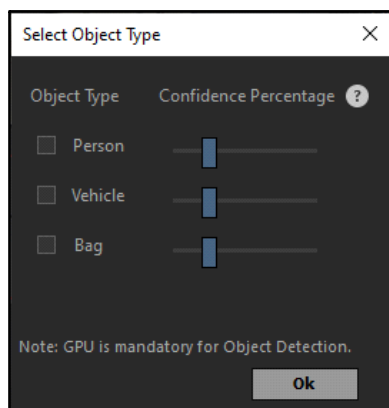 Select Object Type
Object Type Confidence Percentage ?
Person
Vehicle
Bag
Note: GPU is mandatory for Object Detection.
Ok